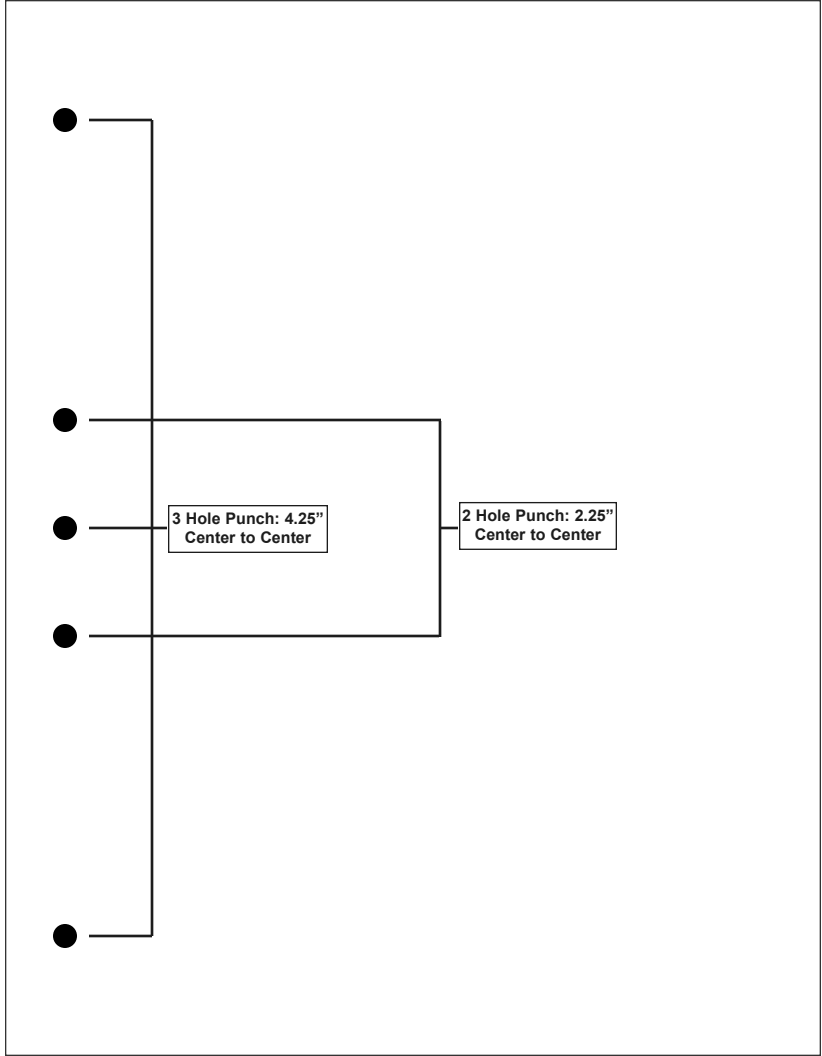 3 Hole Punch: 4.25”
Center to Center
2 Hole Punch: 2.25”
Center to Center